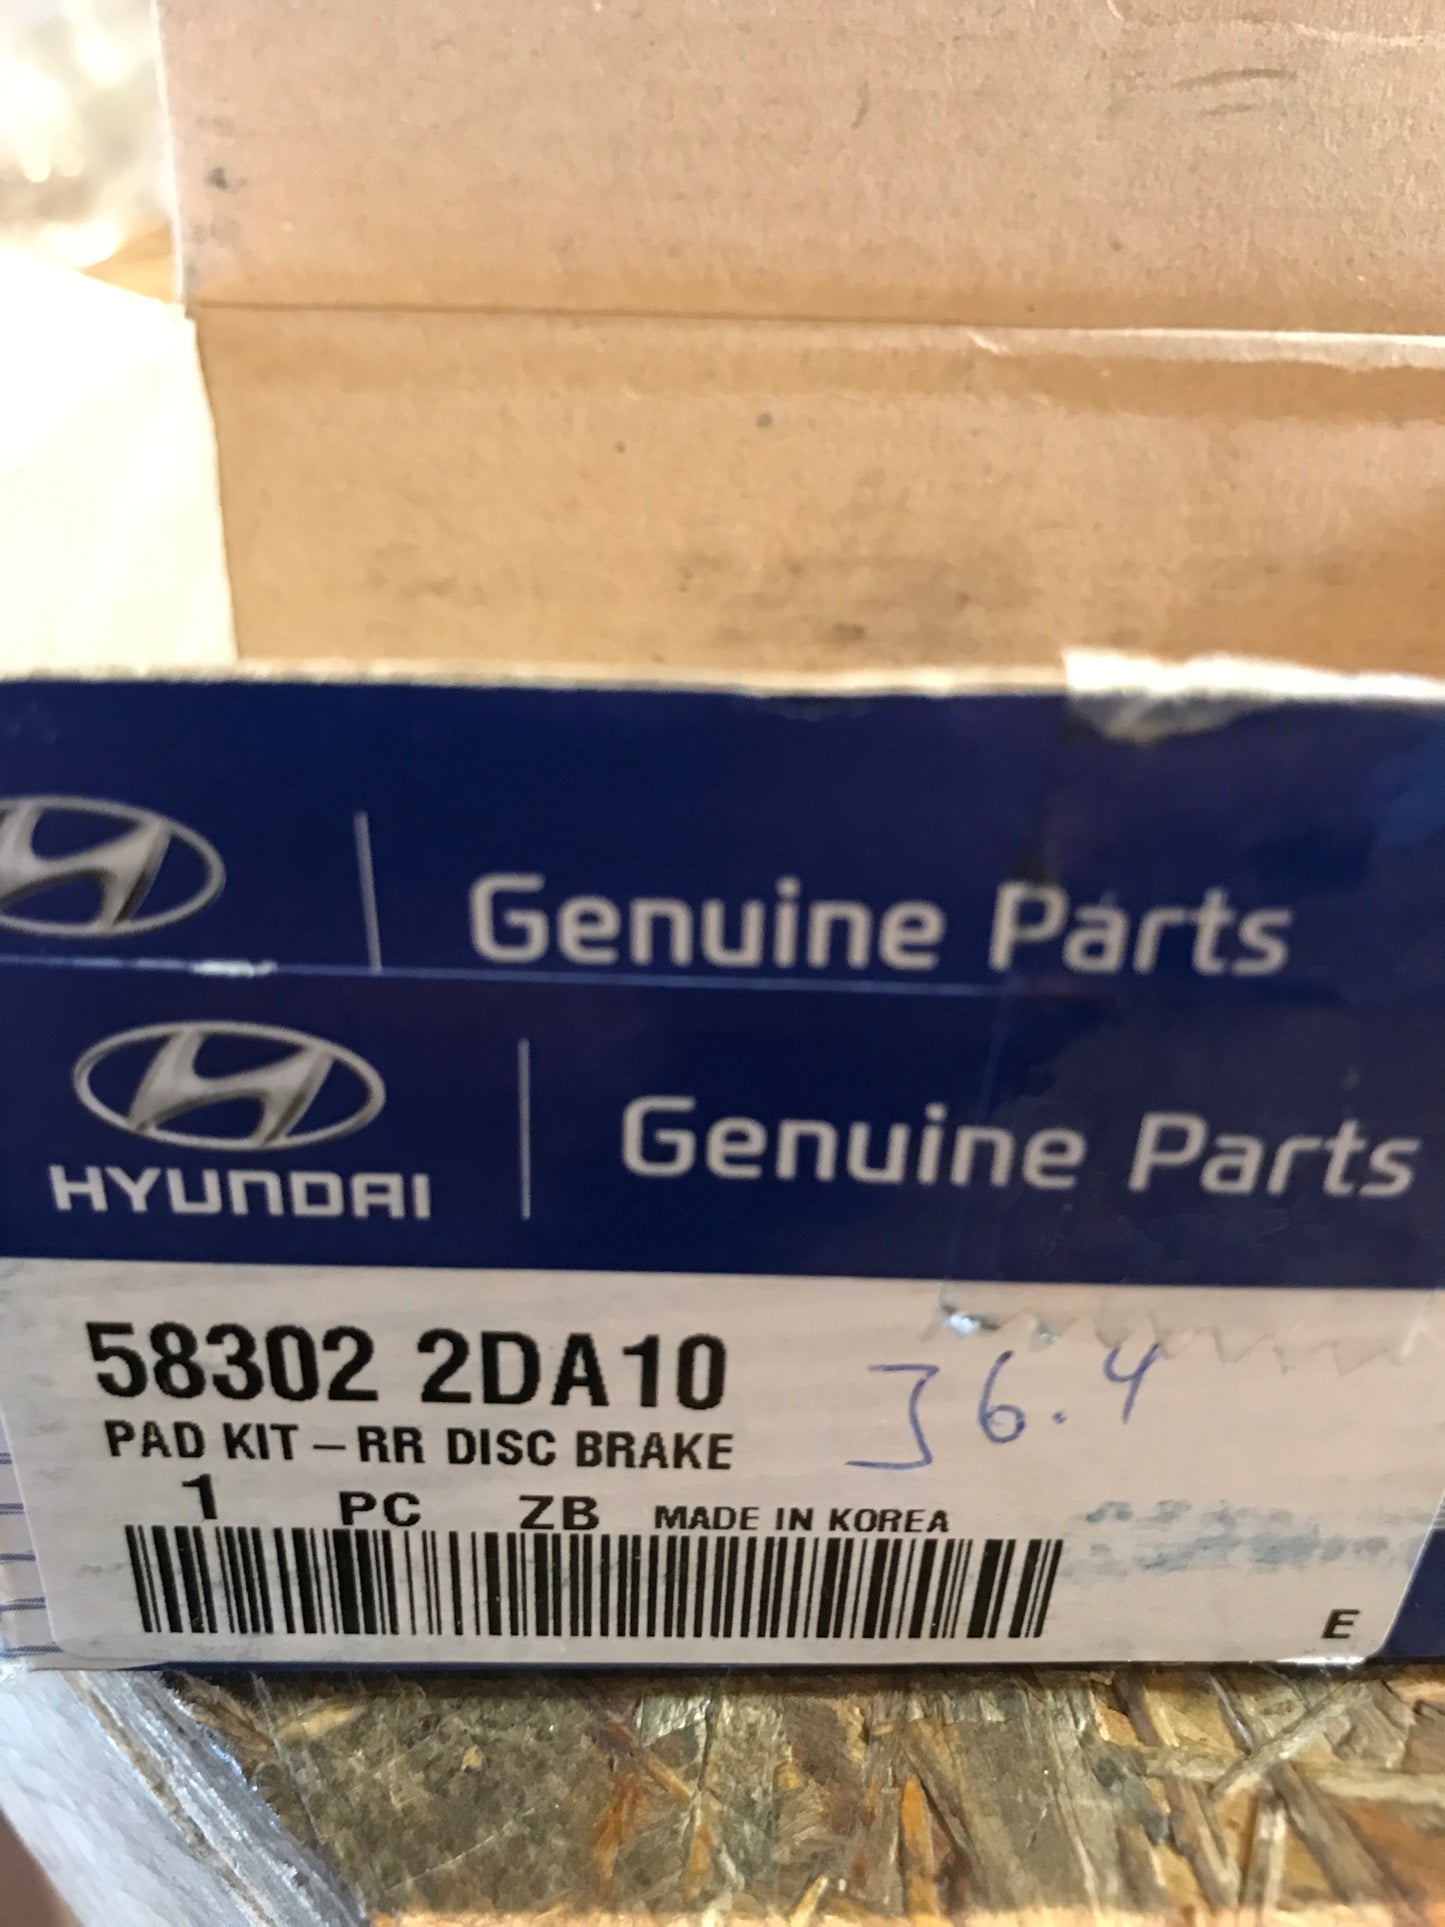 Genuine Parts
HYUNDAI
Genuine Parts
58302 2DA10
36.4
PAD KIT – RR DISC BRAKE
1 PC ZB MADE IN KOREA
E